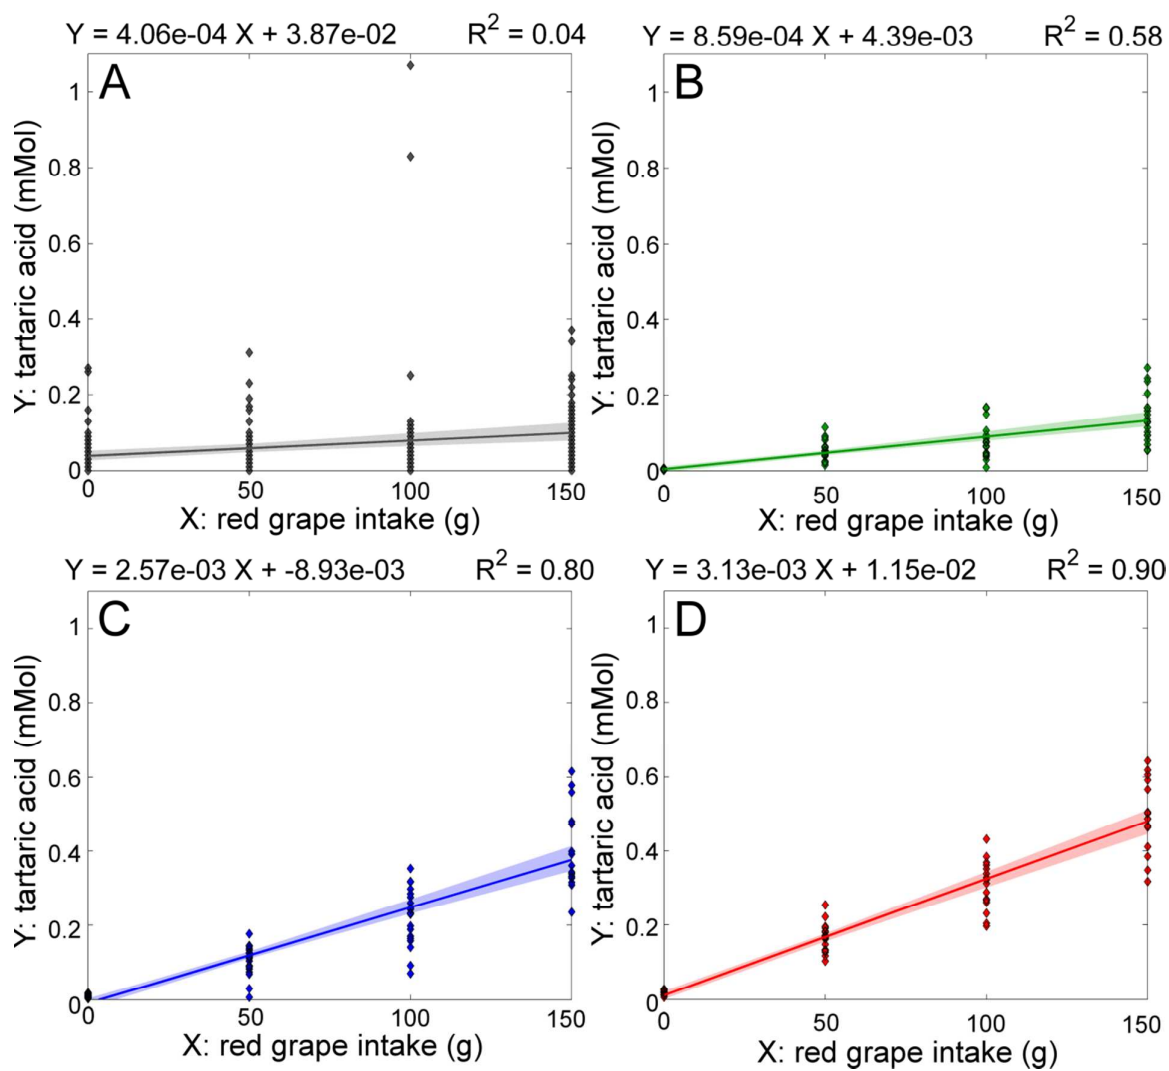 Y = 4.06e-04 X + 3.87e-02 R² = 0.04
A
1
0.8
0.6
0.4
0.2
0
0 50 100 150
Y: tartaric acid (mMol)
X: red grape intake (g)
Y = 8.59e-04 X + 4.39e-03 R² = 0.58
B
1
0.8
0.6
0.4
0.2
0
0 50 100 150
Y: tartaric acid (mMol)
X: red grape intake (g)
Y = 2.57e-03 X + -8.93e-03 R² = 0.80
C
1
0.8
0.6
0.4
0.2
0
0 50 100 150
Y: tartaric acid (mMol)
X: red grape intake (g)
Y = 3.13e-03 X + 1.15e-02 R² = 0.90
D
1
0.8
0.6
0.4
0.2
0
0 50 100 150
Y: tartaric acid (mMol)
X: red grape intake (g)